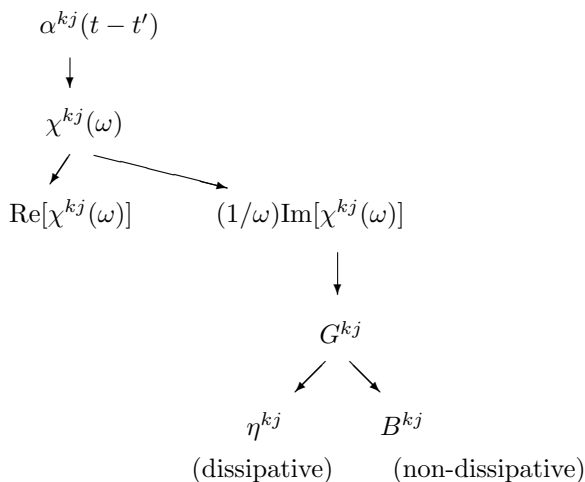 α^{kj}(t − t′)
χ^{kj}(ω)
Re[χ^{kj}(ω)] (1/ω)Im[χ^{kj}(ω)]
G^{kj}
η^{kj} B^{kj}
(dissipative) (non-dissipative)